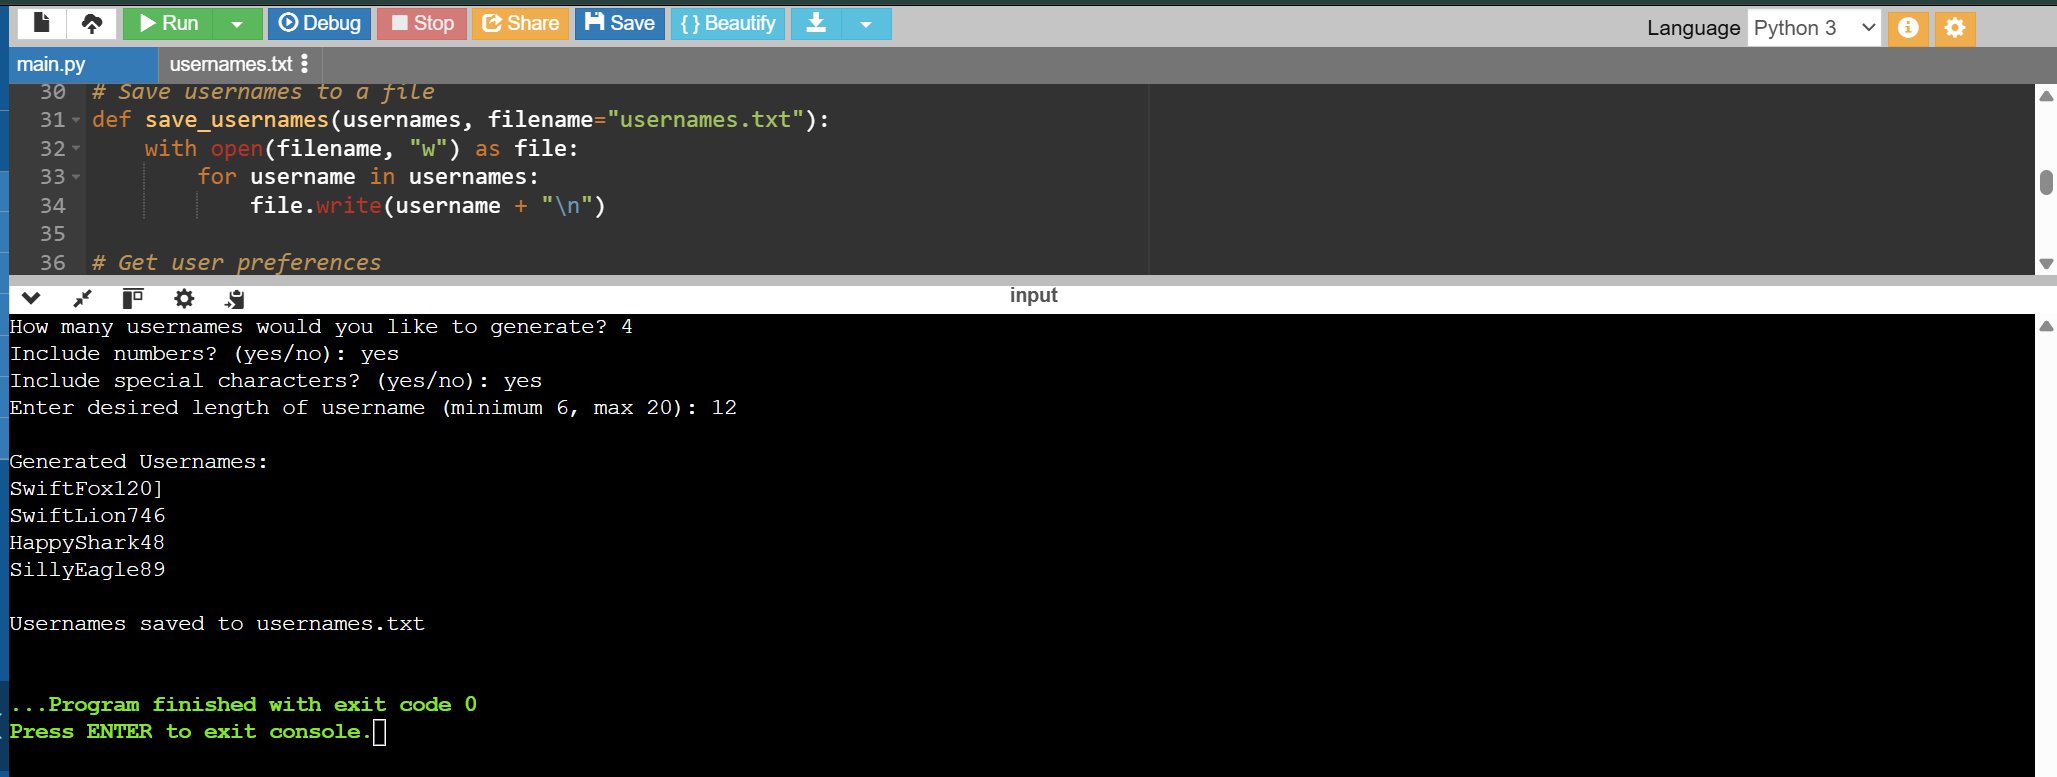 Run Debug Stop Share Save {} Beautify Language Python 3
main.py usernames.txt
30 # Save usernames to a file
31 def save_usernames(usernames, filename="usernames.txt"):
32     with open(filename, "w") as file:
33         for username in usernames:
34             file.write(username + "\n")
35
36 # Get user preferences
input
How many usernames would you like to generate? 4
Include numbers? (yes/no): yes
Include special characters? (yes/no): yes
Enter desired length of username (minimum 6, max 20): 12
Generated Usernames:
SwiftFox120]
SwiftLion746
HappyShark48
SillyEagle89
Usernames saved to usernames.txt
...Program finished with exit code 0
Press ENTER to exit console.